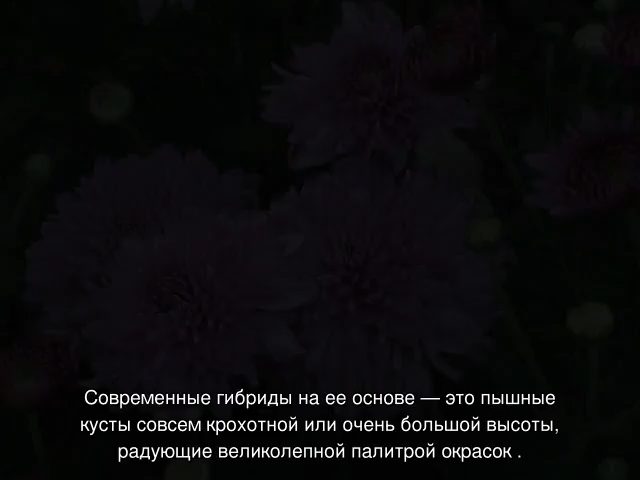 Современные гибриды на ее основе — это пышные
кусты совсем крохотной или очень большой высоты,
радующие великолепной палитрой окрасок .